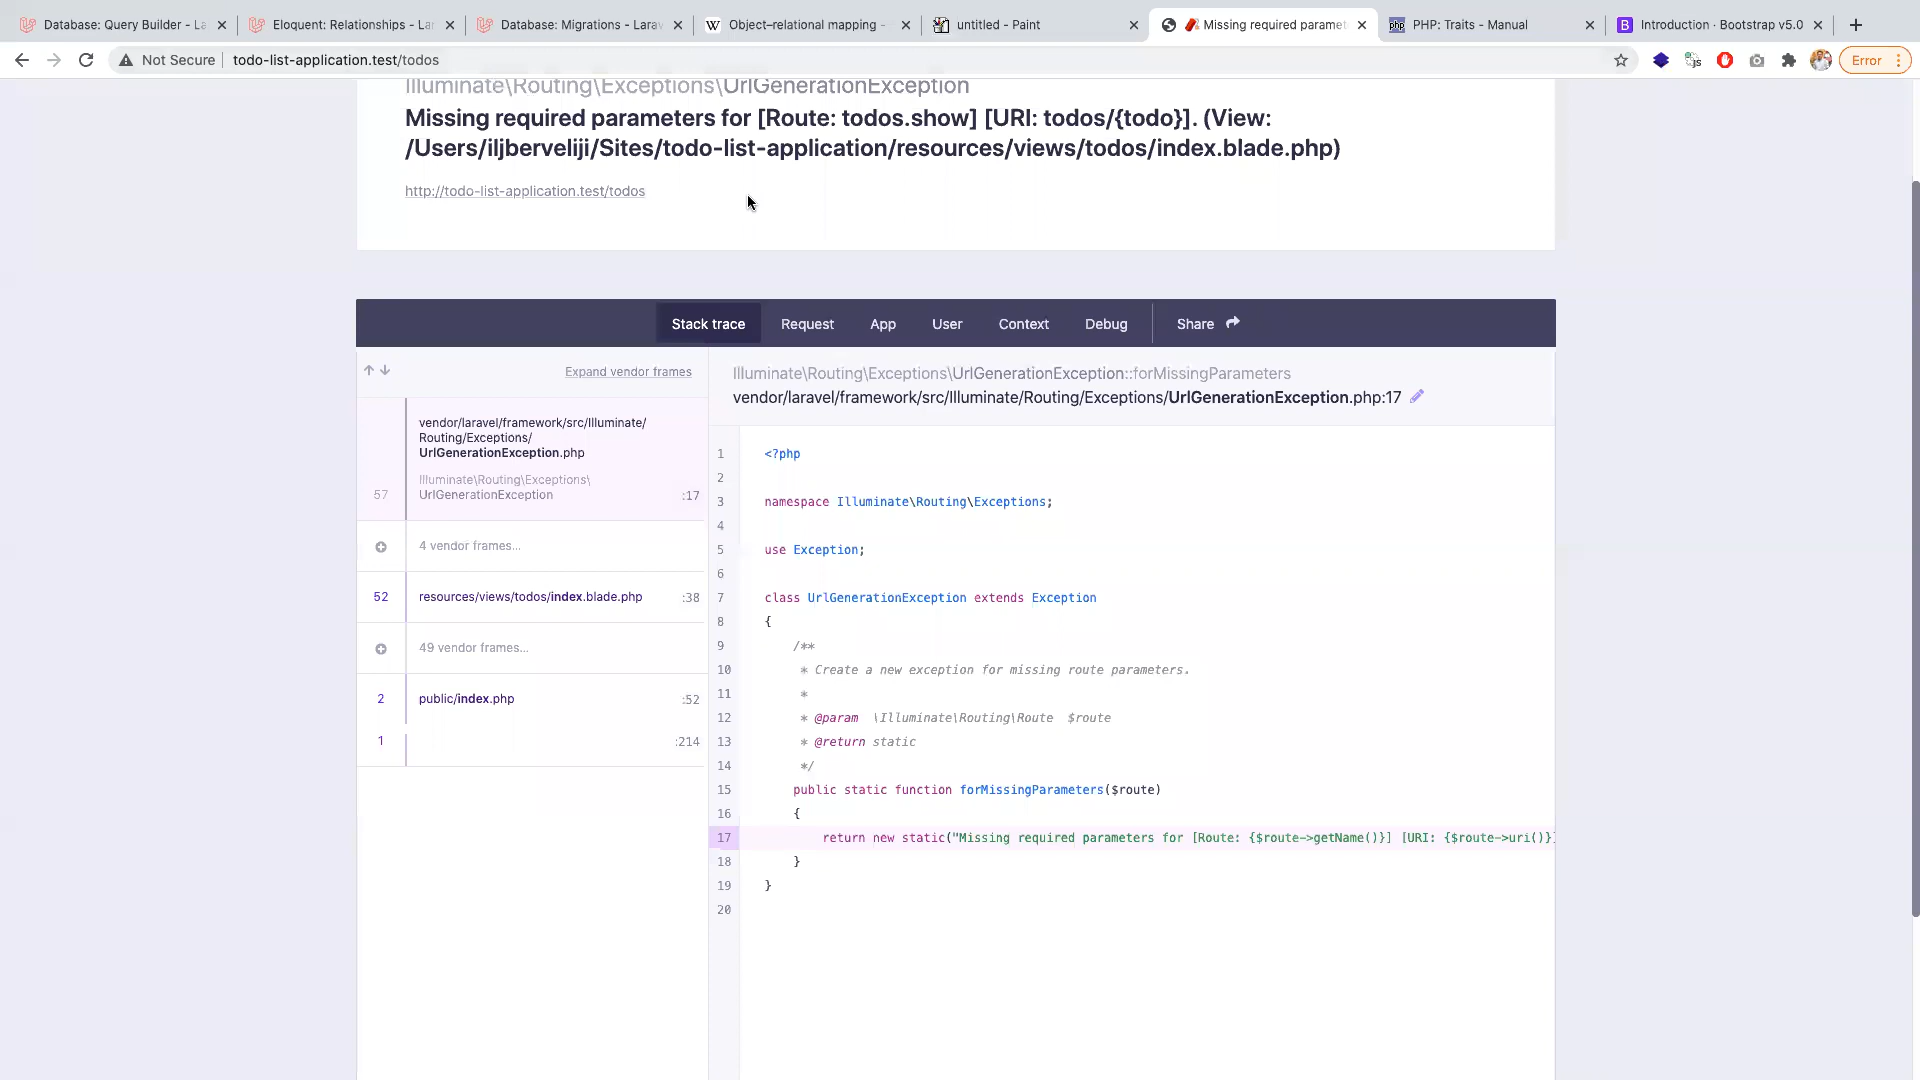 Database: Query Builder - La
Eloquent: Relationships - Lar
Database: Migrations - Larav
W
Object–relational mapping -
untitled - Paint
Missing required paramet
php
PHP: Traits - Manual
B
Introduction · Bootstrap v5.0
Not Secure
todo-list-application.test/todos
Error
Illuminate\Routing\Exceptions\UrlGenerationException
Missing required parameters for [Route: todos.show] [URI: todos/{todo}]. (View:
/Users/iljberveliji/Sites/todo-list-application/resources/views/todos/index.blade.php)
http://todo-list-application.test/todos
Stack trace
Request
App
User
Context
Debug
Share
Expand vendor frames
vendor/laravel/framework/src/Illuminate/
Routing/Exceptions/
UrlGenerationException.php
Illuminate\Routing\Exceptions\
57 UrlGenerationException :17
4 vendor frames...
52 resources/views/todos/index.blade.php :38
49 vendor frames...
2 public/index.php :52
1 :214
Illuminate\Routing\Exceptions\UrlGenerationException::forMissingParameters
vendor/laravel/framework/src/Illuminate/Routing/Exceptions/UrlGenerationException.php:17
1 <?php
2
3 namespace Illuminate\Routing\Exceptions;
4
5 use Exception;
6
7 class UrlGenerationException extends Exception
8 {
9 /**
10 * Create a new exception for missing route parameters.
11 *
12 * @param \Illuminate\Routing\Route $route
13 * @return static
14 */
15 public static function forMissingParameters($route)
16 {
17 return new static("Missing required parameters for [Route: {$route->getName()}] [URI: {$route->uri()}]
18 }
19 }
20